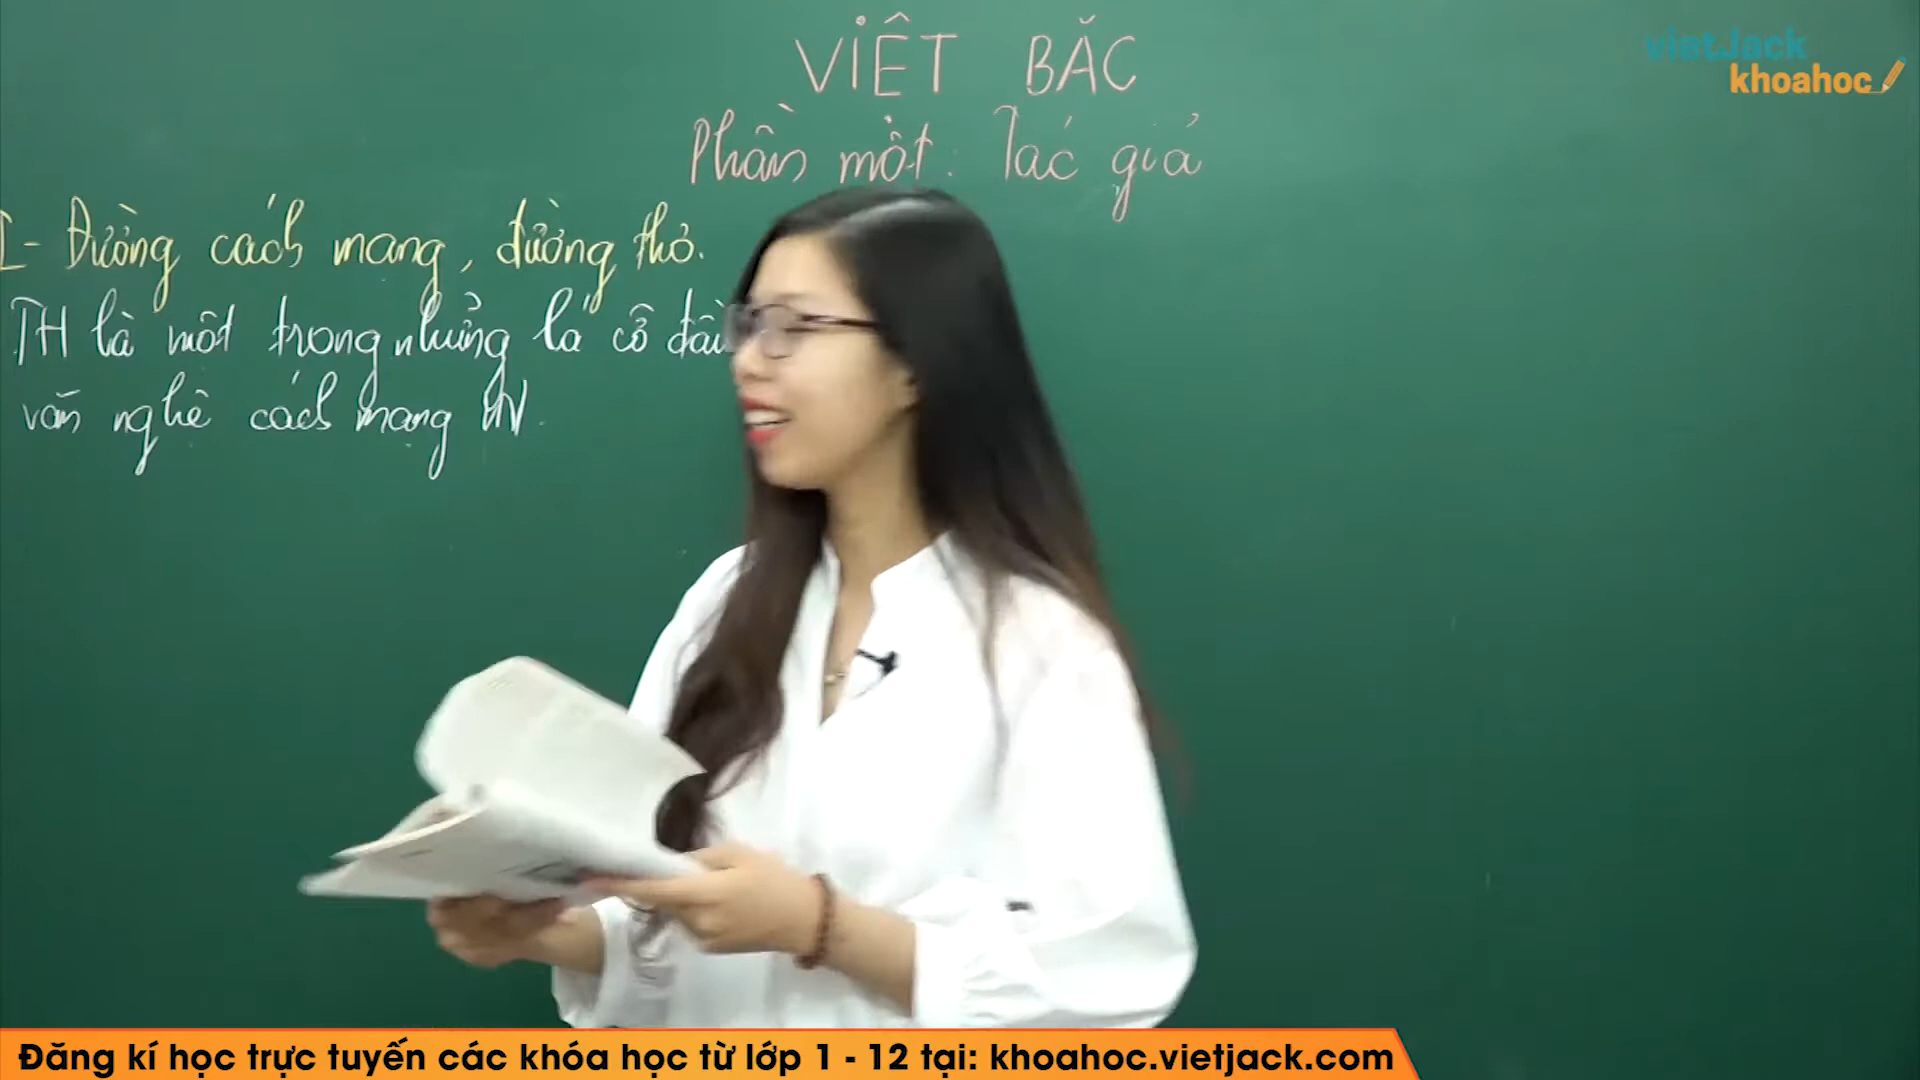 VIỆT BẮC
vietJack
khoahoc
Phần một: Tác giả
I- Đường cách mạng, đường thơ.
TH là một trong những lá cờ đầu
văn nghệ cách mạng VN.
Đăng kí học trực tuyến các khóa học từ lớp 1 - 12 tại: khoahoc.vietjack.com